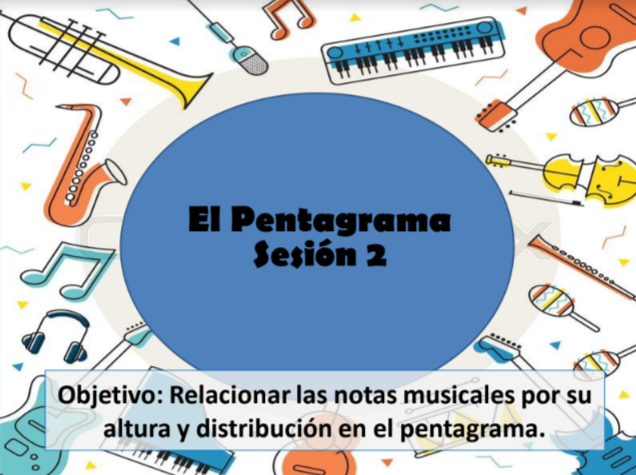 El Pentagrama
Sesión 2
Objetivo: Relacionar las notas musicales por su
altura y distribución en el pentagrama.